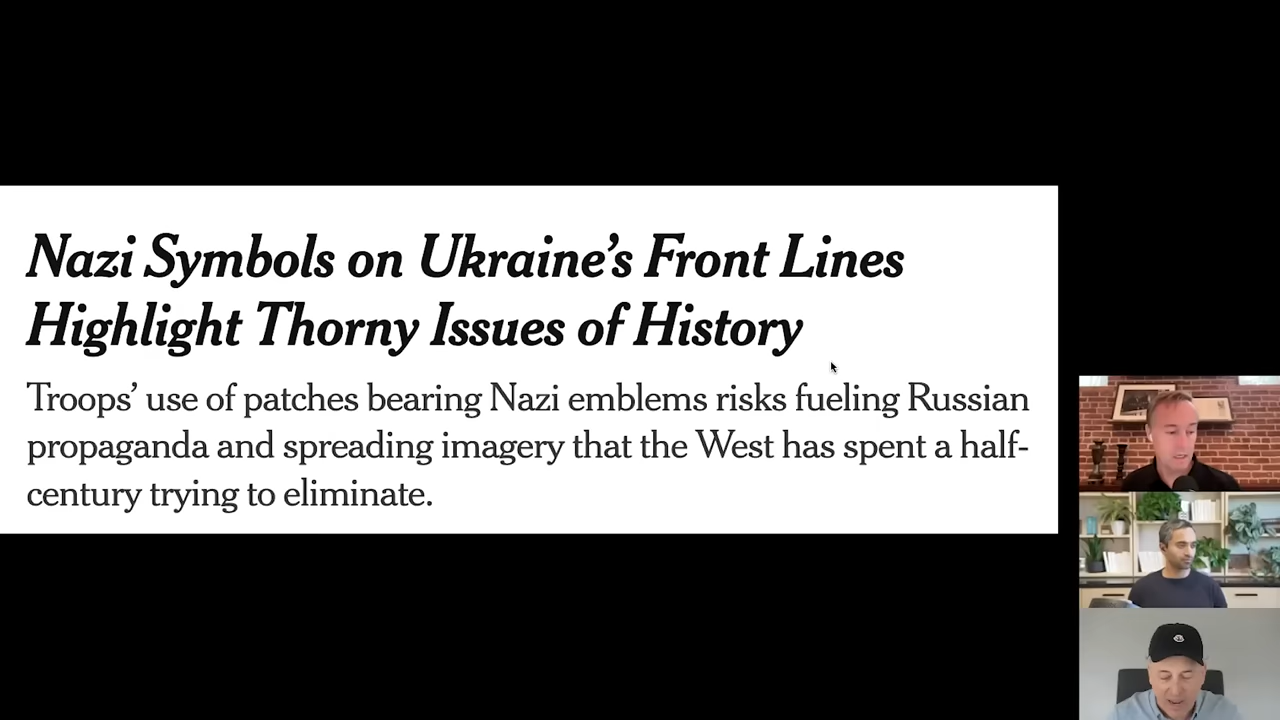 Nazi Symbols on Ukraine’s Front Lines
Highlight Thorny Issues of History
Troops’ use of patches bearing Nazi emblems risks fueling Russian
propaganda and spreading imagery that the West has spent a half-
century trying to eliminate.